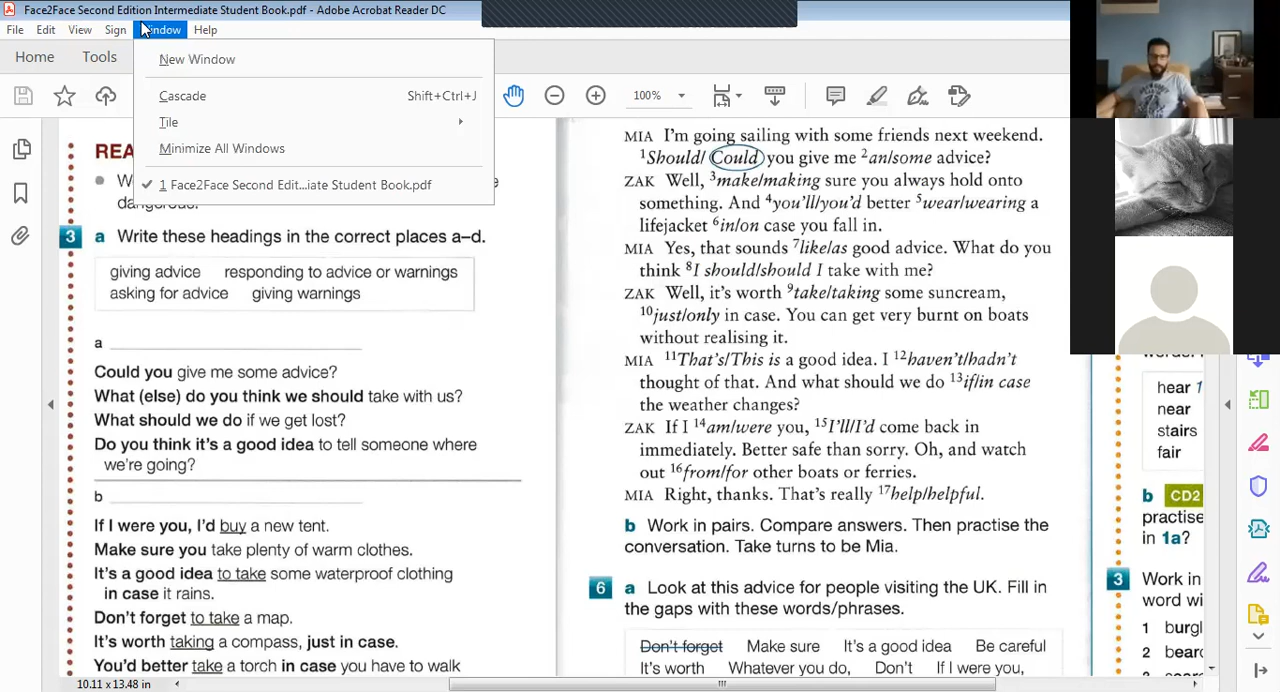 Face2Face Second Edition Intermediate Student Book.pdf - Adobe Acrobat Reader DC
File Edit View Sign Window Help
Home Tools
New Window
Cascade Shift+Ctrl+J
Tile
Minimize All Windows
1 Face2Face Second Edit...iate Student Book.pdf
100%
REA
W
dangerous.
3 a Write these headings in the correct places a–d.
giving advice responding to advice or warnings
asking for advice giving warnings
a
Could you give me some advice?
What (else) do you think we should take with us?
What should we do if we get lost?
Do you think it's a good idea to tell someone where
we're going?
b
If I were you, I'd buy a new tent.
Make sure you take plenty of warm clothes.
It's a good idea to take some waterproof clothing
in case it rains.
Don't forget to take a map.
It's worth taking a compass, just in case.
You'd better take a torch in case you have to walk
10.11 x 13.48 in
MIA I'm going sailing with some friends next weekend.
1Should/ Could you give me 2an/some advice?
ZAK Well, 3make/making sure you always hold onto
something. And 4you'll/you'd better 5wear/wearing a
lifejacket 6in/on case you fall in.
MIA Yes, that sounds 7like/as good advice. What do you
think 8I should/should I take with me?
ZAK Well, it's worth 9take/taking some suncream,
10just/only in case. You can get very burnt on boats
without realising it.
MIA 11That's/This is a good idea. I 12haven't/hadn't
thought of that. And what should we do 13if/in case
the weather changes?
ZAK If I 14am/were you, 15I'll/I'd come back in
immediately. Better safe than sorry. Oh, and watch
out 16from/for other boats or ferries.
MIA Right, thanks. That's really 17help/helpful.
b Work in pairs. Compare answers. Then practise the
conversation. Take turns to be Mia.
6 a Look at this advice for people visiting the UK. Fill in
the gaps with these words/phrases.
Don't forget Make sure It's a good idea Be careful
It's worth Whatever you do, Don't If I were you,
hear 1
near
stairs
fair
b CD2
practise
in 1a?
3 Work in
word wi
1 burgl
2 bear